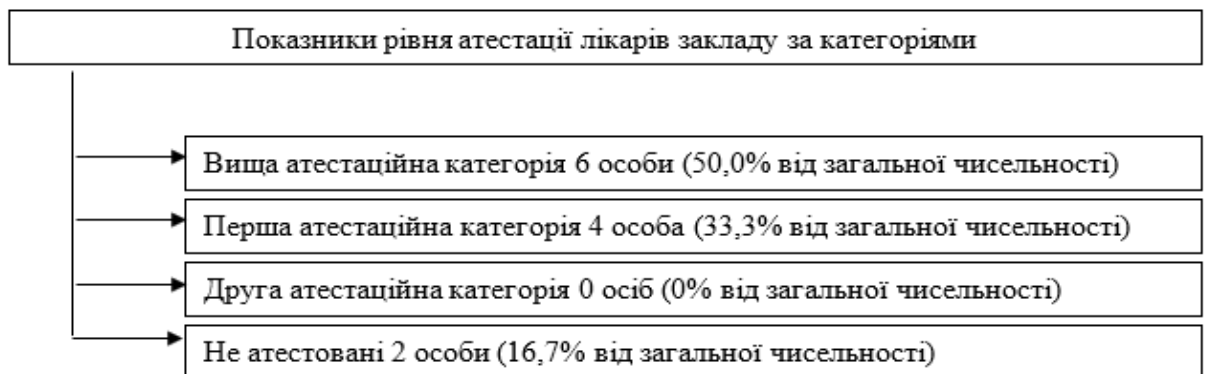 Показники рівня атестації лікарів закладу за категоріями
Вища атестаційна категорія 6 особи (50,0% від загальної чисельності)
Перша атестаційна категорія 4 особа (33,3% від загальної чисельності)
Друга атестаційна категорія 0 осіб (0% від загальної чисельності)
Не атестовані 2 особи (16,7% від загальної чисельності)